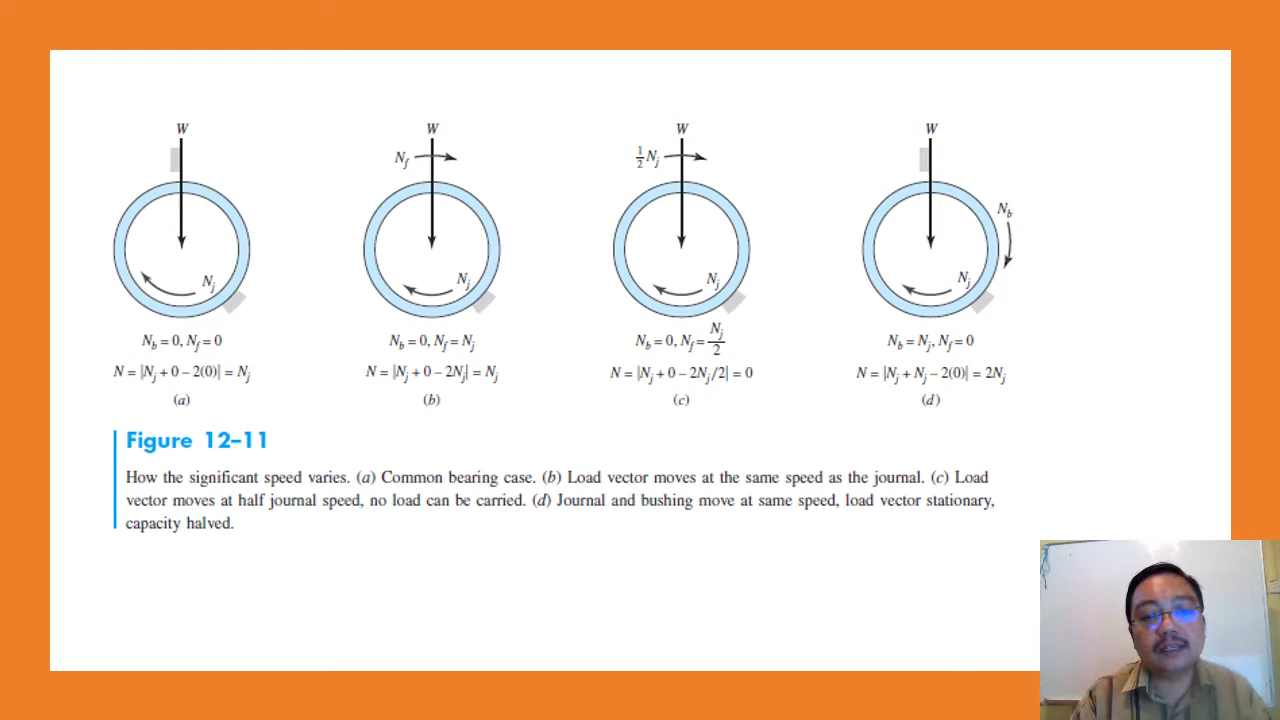 W W W W
N_f ½N_j N_b
N_j N_j N_j N_j
N_b = 0, N_f = 0
N = |N_j + 0 – 2(0)| = N_j
(a)
N_b = 0, N_f = N_j
N = |N_j + 0 – 2N_j| = N_j
(b)
N_b = 0, N_f = N_j/2
N = |N_j + 0 – 2N_j/2| = 0
(c)
N_b = N_j, N_f = 0
N = |N_j + N_j – 2(0)| = 2N_j
(d)
Figure 12–11
How the significant speed varies. (a) Common bearing case. (b) Load vector moves at the same speed as the journal. (c) Load
vector moves at half journal speed, no load can be carried. (d) Journal and bushing move at same speed, load vector stationary,
capacity halved.